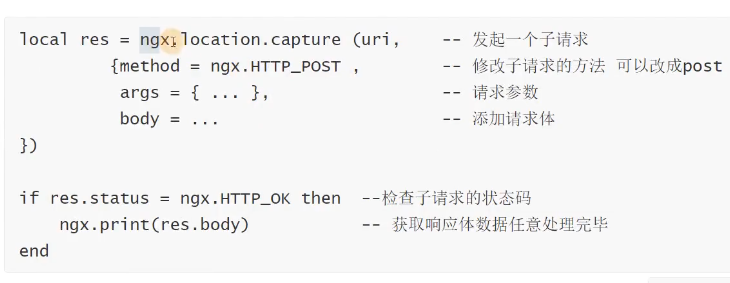 local res = ngx.location.capture (uri,    -- 发起一个子请求
{method = ngx.HTTP_POST ,    -- 修改子请求的方法 可以改成post
args = { ... },    -- 请求参数
body = ...    -- 添加请求体
})
if res.status = ngx.HTTP_OK then  --检查子请求的状态码
ngx.print(res.body)    -- 获取响应体数据任意处理完毕
end